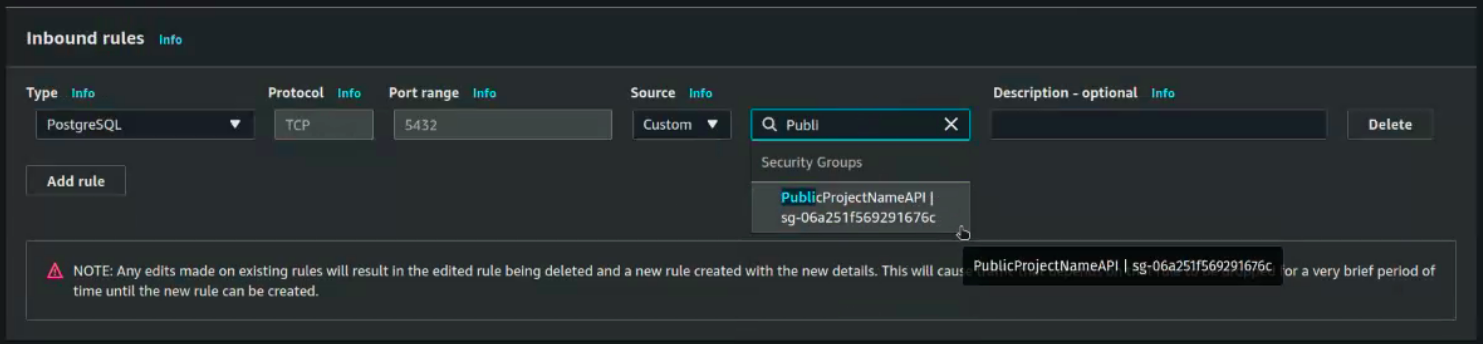 Inbound rules Info
Type Info Protocol Info Port range Info Source Info Description - optional Info
PostgreSQL TCP 5432 Custom Publi Delete
Security Groups
Add rule
PublicProjectNameAPI |
sg-06a251f569291676c
NOTE: Any edits made on existing rules will result in the edited rule being deleted and a new rule created with the new details. This will caus for a very brief period of
time until the new rule can be created.
PublicProjectNameAPI | sg-06a251f569291676c